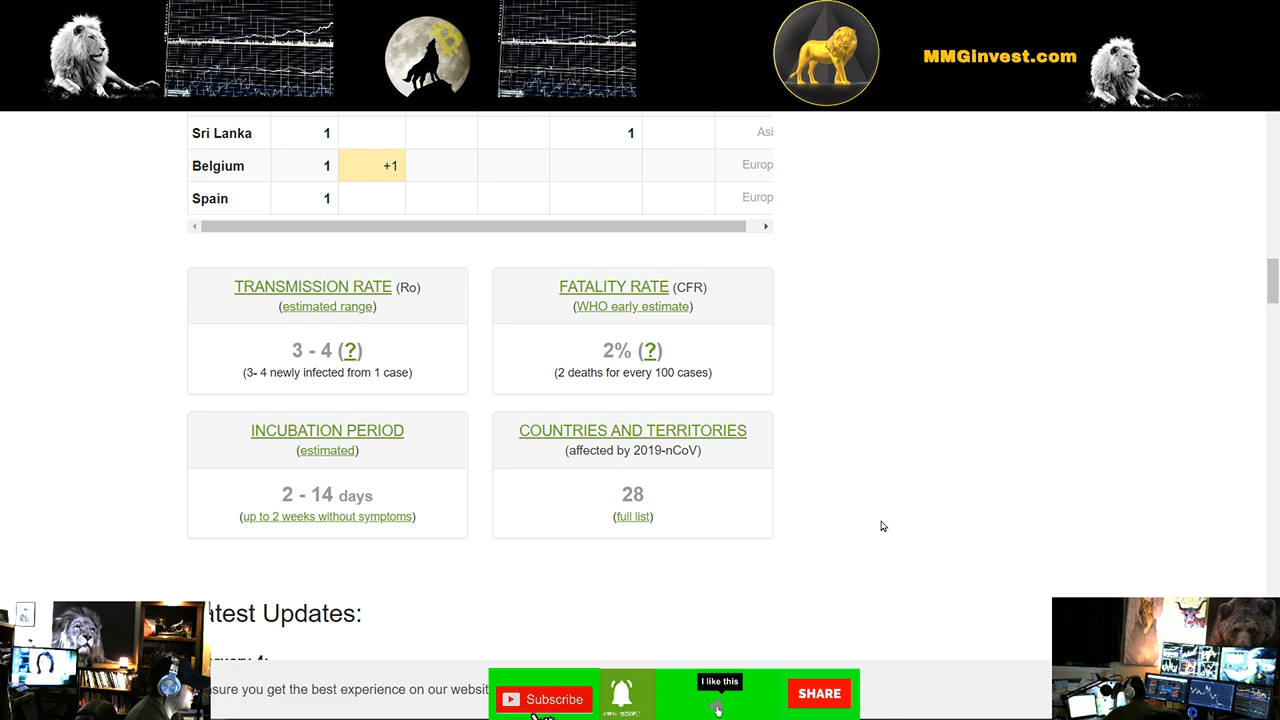 MMGinvest.com
Sri Lanka 1 1 Asi
Belgium 1 +1 Europ
Spain 1 Europ
TRANSMISSION RATE (Ro)
(estimated range)
3 - 4 (?)
(3- 4 newly infected from 1 case)
FATALITY RATE (CFR)
(WHO early estimate)
2% (?)
(2 deaths for every 100 cases)
INCUBATION PERIOD
(estimated)
2 - 14 days
(up to 2 weeks without symptoms)
COUNTRIES AND TERRITORIES
(affected by 2019-nCoV)
28
(full list)
atest Updates:
sure you get the best experience on our websit
Subscribe
I like this
SHARE